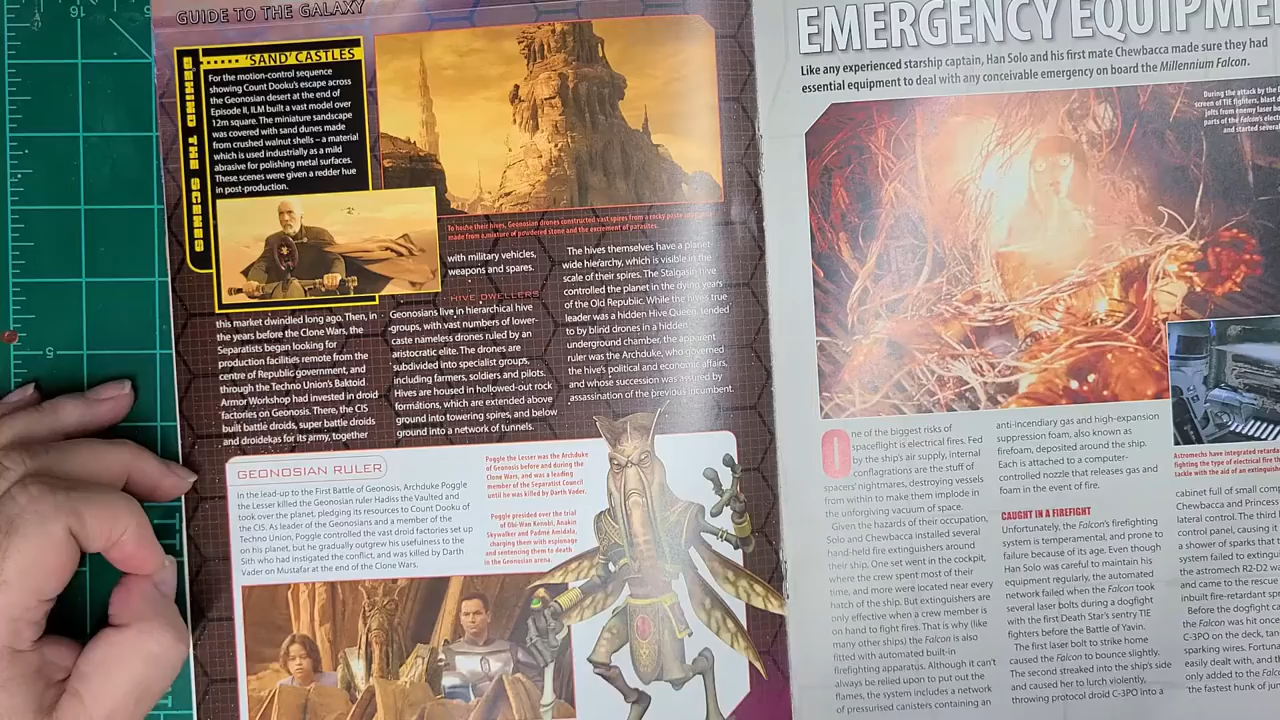 16
15
5
GUIDE TO THE GALAXY
BEHIND THE SCENES
'SAND' CASTLES
For the motion-control sequence
showing Count Dooku's escape across
the Geonosian desert at the end of
Episode II, ILM built a vast model over
12m square. The miniature landscape
was covered with sand dunes made
from crushed walnut shells – a material
which is used industrially as a mild
abrasive for polishing metal surfaces.
These scenes were given a redder hue
in post-production.
To house their hives, Geonosian drones constructed vast spires from a rocky paste
made from a mixture of powdered stone and the excrement of parasites.
this market dwindled long ago. Then, in
the years before the Clone Wars, the
Separatists began looking for
production facilities remote from the
centre of Republic government, and
through the Techno Union's Baktoid
Armor Workshop had invested in droid
factories on Geonosis. There, the CIS
built battle droids, super battle droids
and droidekas for its army, together
with military vehicles,
weapons and spares.
HIVE DWELLERS
Geonosians live in hierarchical hive
groups, with vast numbers of lower-
caste nameless drones ruled by an
aristocratic elite. The drones are
subdivided into specialist groups,
including farmers, soldiers and pilots.
Hives are housed in hollowed-out rock
formations, which are extended above
ground into towering spires, and below
ground into a network of tunnels.
The hives themselves have a planet-
wide hierarchy, which is visible in the
scale of their spires. The Stalgasin hive
controlled the planet in the dying years
of the Old Republic. While the hive's true
leader was a hidden Hive Queen, tended
to by blind drones in a hidden
underground chamber, the apparent
ruler was the Archduke, who governed
the hive's political and economic affairs,
and whose succession was assured by
assassination of the previous incumbent.
GEONOSIAN RULER
In the lead-up to the First Battle of Geonosis, Archduke Poggle
the Lesser killed the Geonosian ruler Hadiss the Vaulted and
took over the planet, pledging its resources to Count Dooku of
the CIS. As leader of the Geonosians and a member of the
Techno Union, Poggle controlled the vast droid factories set up
on his planet, but he gradually outgrew his usefulness to the
Sith who had instigated the conflict, and was killed by Darth
Vader on Mustafar at the end of the Clone Wars.
Poggle the Lesser was the Archduke
of Geonosis before and during the
Clone Wars, and was a leading
member of the Separatist Council
until he was killed by Darth Vader.
Poggle presided over the trial
of Obi-Wan Kenobi, Anakin
Skywalker and Padmé Amidala,
charging them with espionage
and sentencing them to death
in the Geonosian arena.
EMERGENCY EQUIPME
Like any experienced starship captain, Han Solo and his first mate Chewbacca made sure they had
essential equipment to deal with any conceivable emergency on board the Millennium Falcon.
During the attack by the
screen of TIE fighters, blast
jolts from enemy laser
parts of the Falcon's elect
and started several
One of the biggest risks of
spaceflight is electrical fires. Fed
by the ship's air supply, internal
conflagrations are the stuff of
spacers' nightmares, destroying vessels
from within to make them implode in
the unforgiving vacuum of space.
Given the hazards of their occupation,
Solo and Chewbacca installed several
hand-held fire extinguishers around
their ship. One set went in the cockpit,
where the crew spent most of their
time, and more were located near every
hatch of the ship. But extinguishers are
only effective when a crew member is
on hand to fight fires. That is why (like
many other ships) the Falcon is also
fitted with automated built-in
firefighting apparatus. Although it can't
always be relied upon to put out the
flames, the system includes a network
of pressurised canisters containing an
anti-incendiary gas and high-expansion
suppression foam, also known as
firefoam, deposited around the ship.
Each is attached to a computer-
controlled nozzle that releases gas and
foam in the event of fire.
CAUGHT IN A FIREFIGHT
Unfortunately, the Falcon's firefighting
system is temperamental, and prone to
failure because of its age. Even though
Han Solo was careful to maintain his
equipment regularly, the automated
network failed when the Falcon took
several laser bolts during a dogfight
with the first Death Star's sentry TIE
fighters before the Battle of Yavin.
The first laser bolt to strike home
caused the Falcon to bounce slightly.
The second streaked into the ship's side
and caused her to lurch violently,
throwing protocol droid C-3PO into a
Astromechs have integrated retarda
fighting the type of electrical fire th
tackle with the aid of an extinguish
cabinet full of small comp
Chewbacca and Princess
lateral control. The third
control panel, causing
a shower of sparks that
system failed to extingui
the astromech R2-D2 w
and came to the rescue
inbuilt fire-retardant sp
Before the dogfight c
the Falcon was hit once
C-3PO on the deck, tan
sparking wires. Fortuna
easily dealt with, and
only added to the Falc
'the fastest hunk of jun